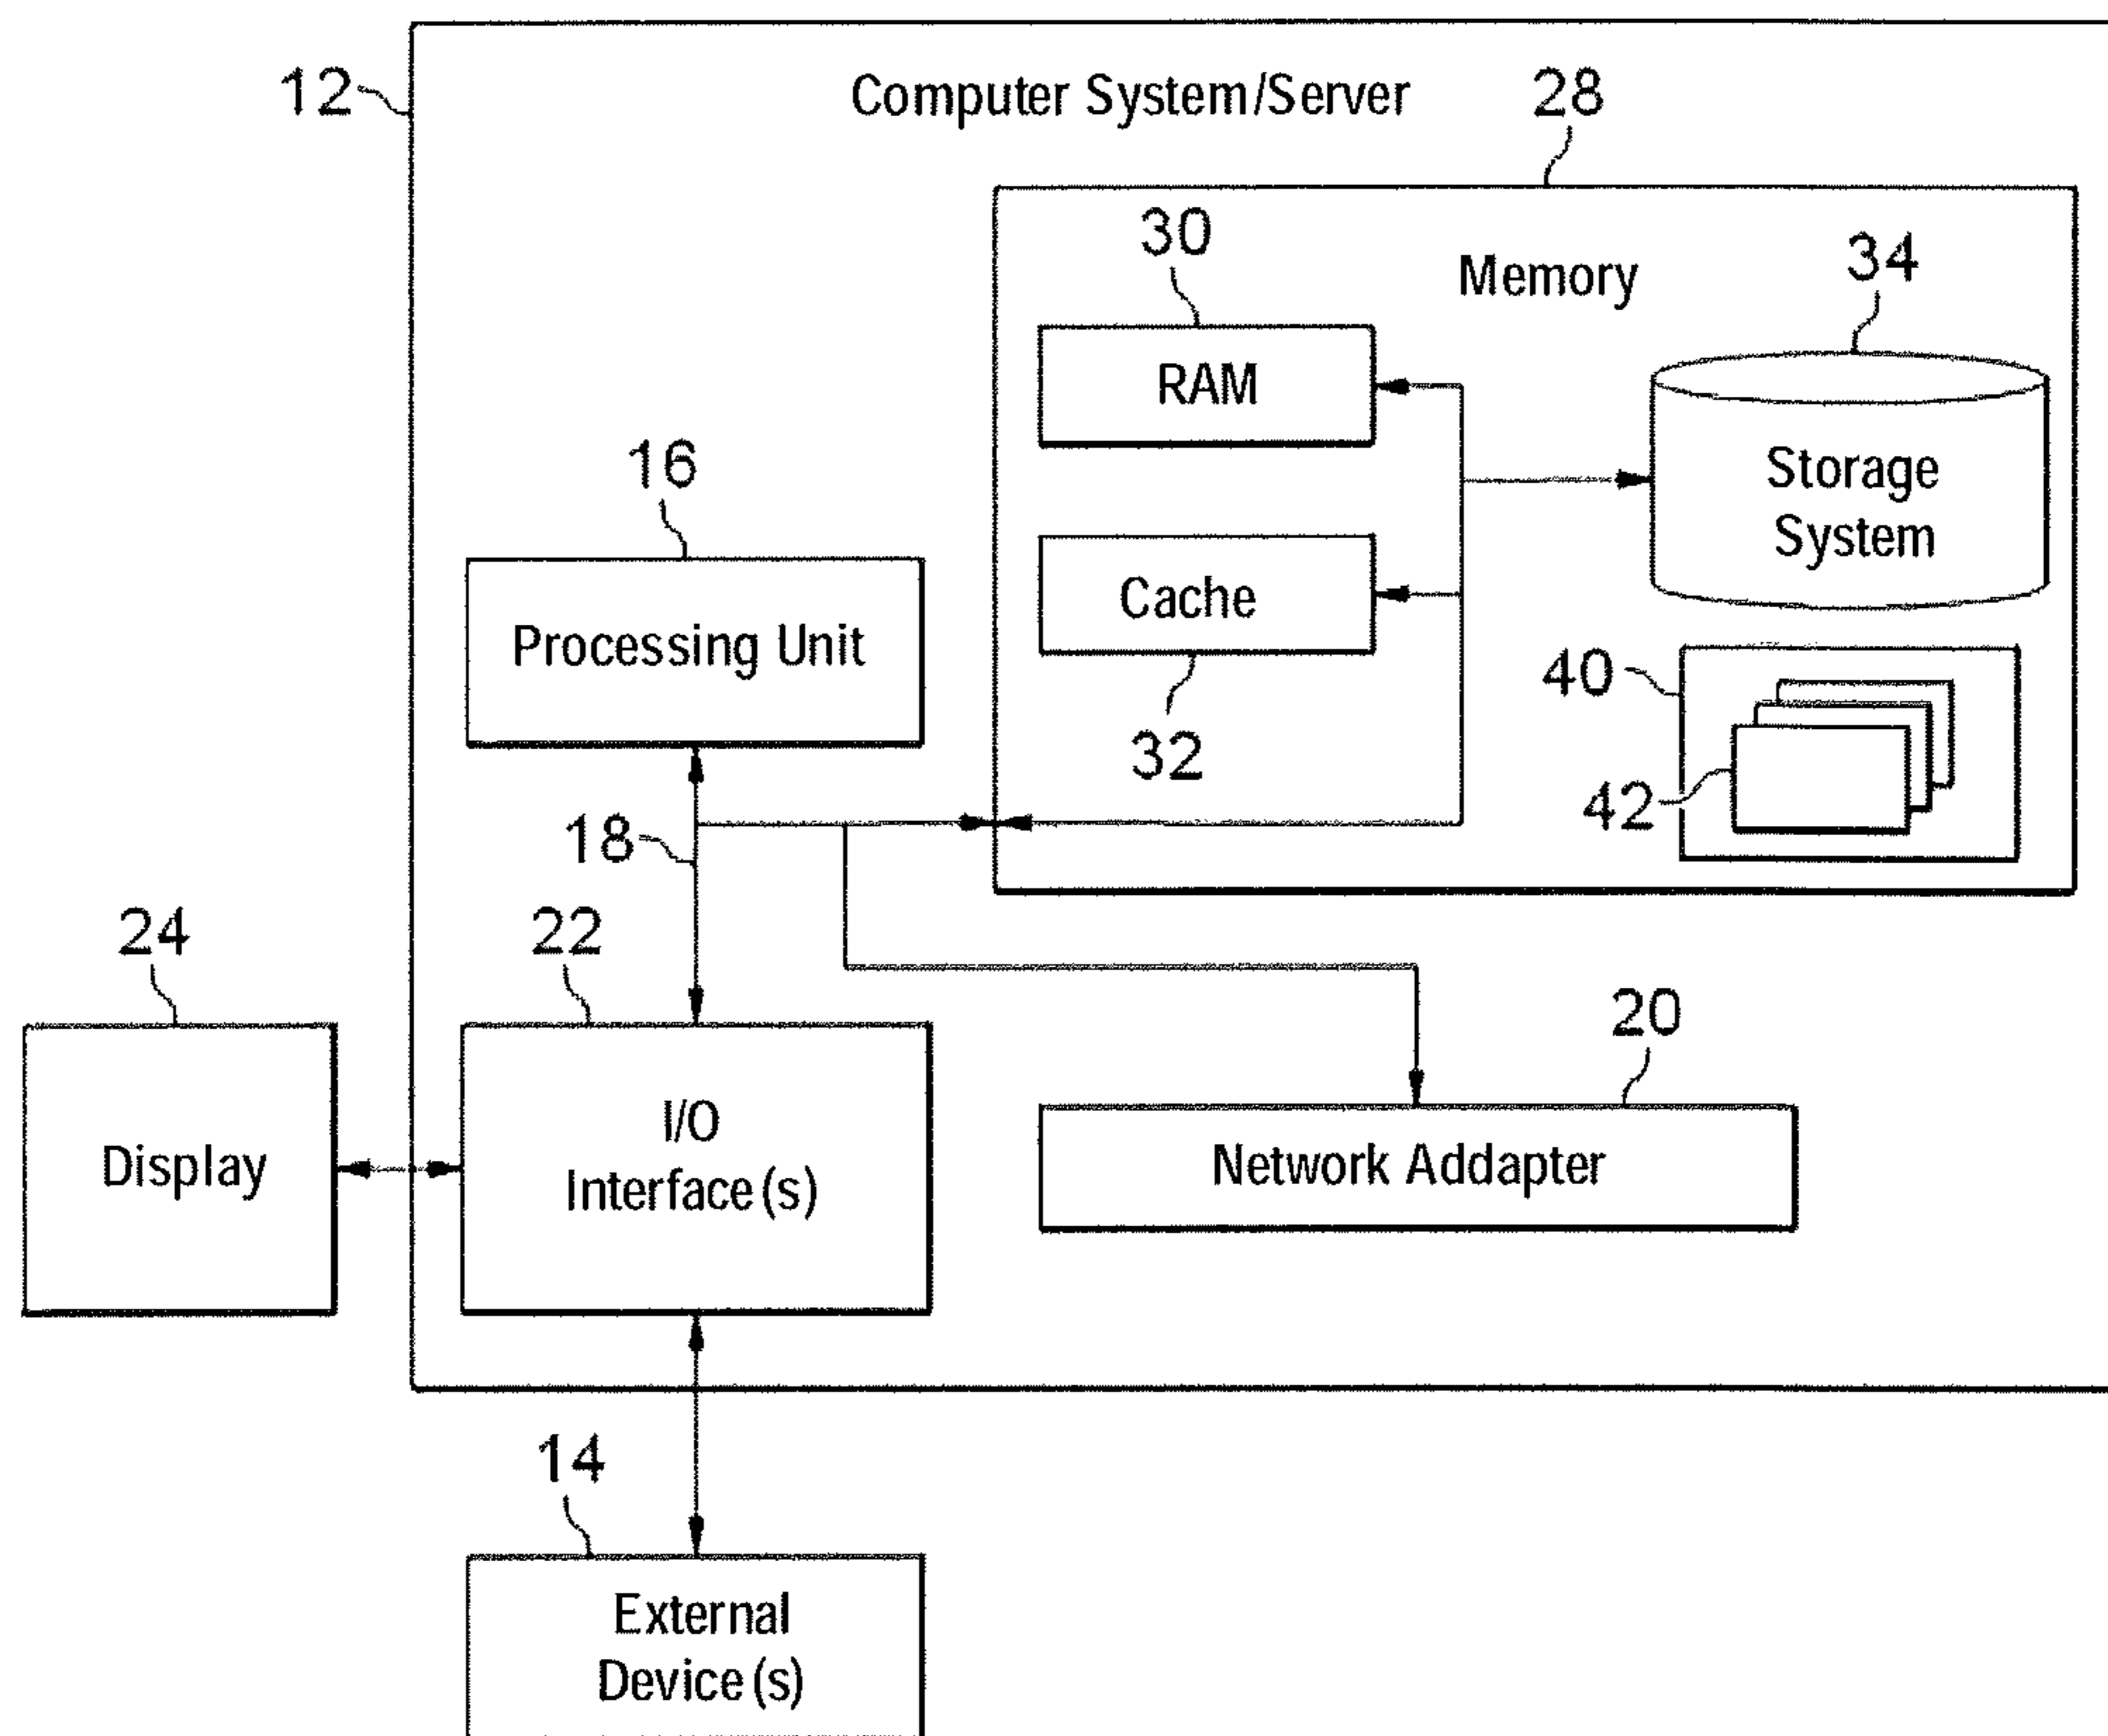 12
Computer System/Server
28
30
Memory
34
RAM
16
Storage
System
Cache
Processing Unit
40
32
42
18
24
22
20
I/O
Interface(s)
Display
Network Addapter
14
External
Device(s)